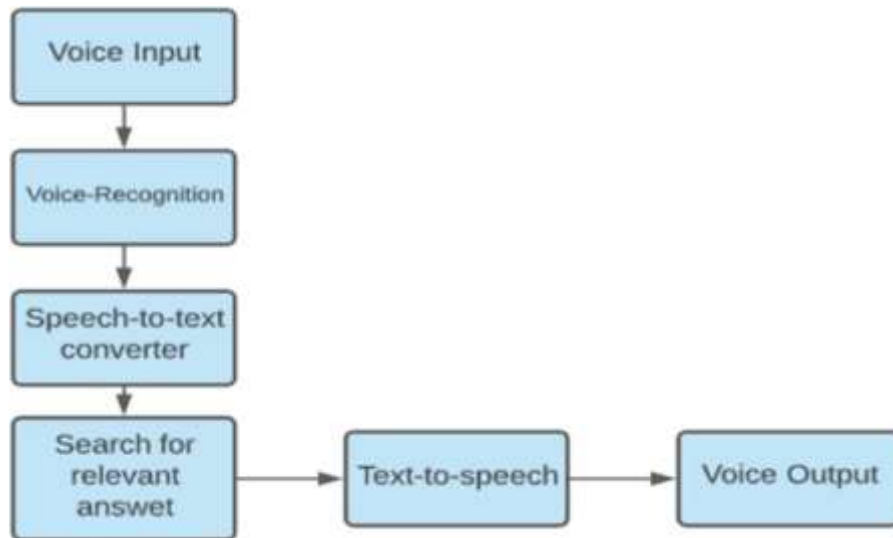 Voice Input
Voice-Recognition
Speech-to-text
converter
Search for
relevant
answet
Text-to-speech
Voice Output